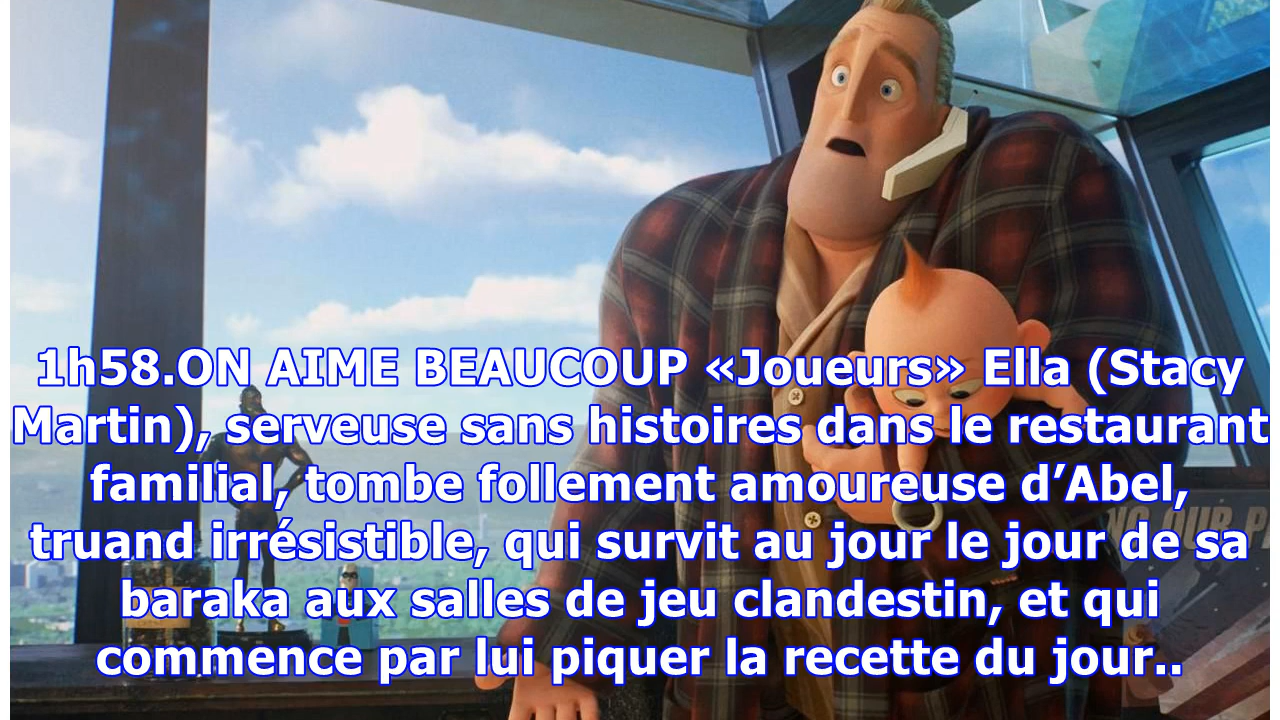 1h58.ON AIME BEAUCOUP «Joueurs» Ella (Stacy
Martin), serveuse sans histoires dans le restaurant
familial, tombe follement amoureuse d’Abel,
truand irrésistible, qui survit au jour le jour de sa
baraka aux salles de jeu clandestin, et qui
commence par lui piquer la recette du jour..
OUR